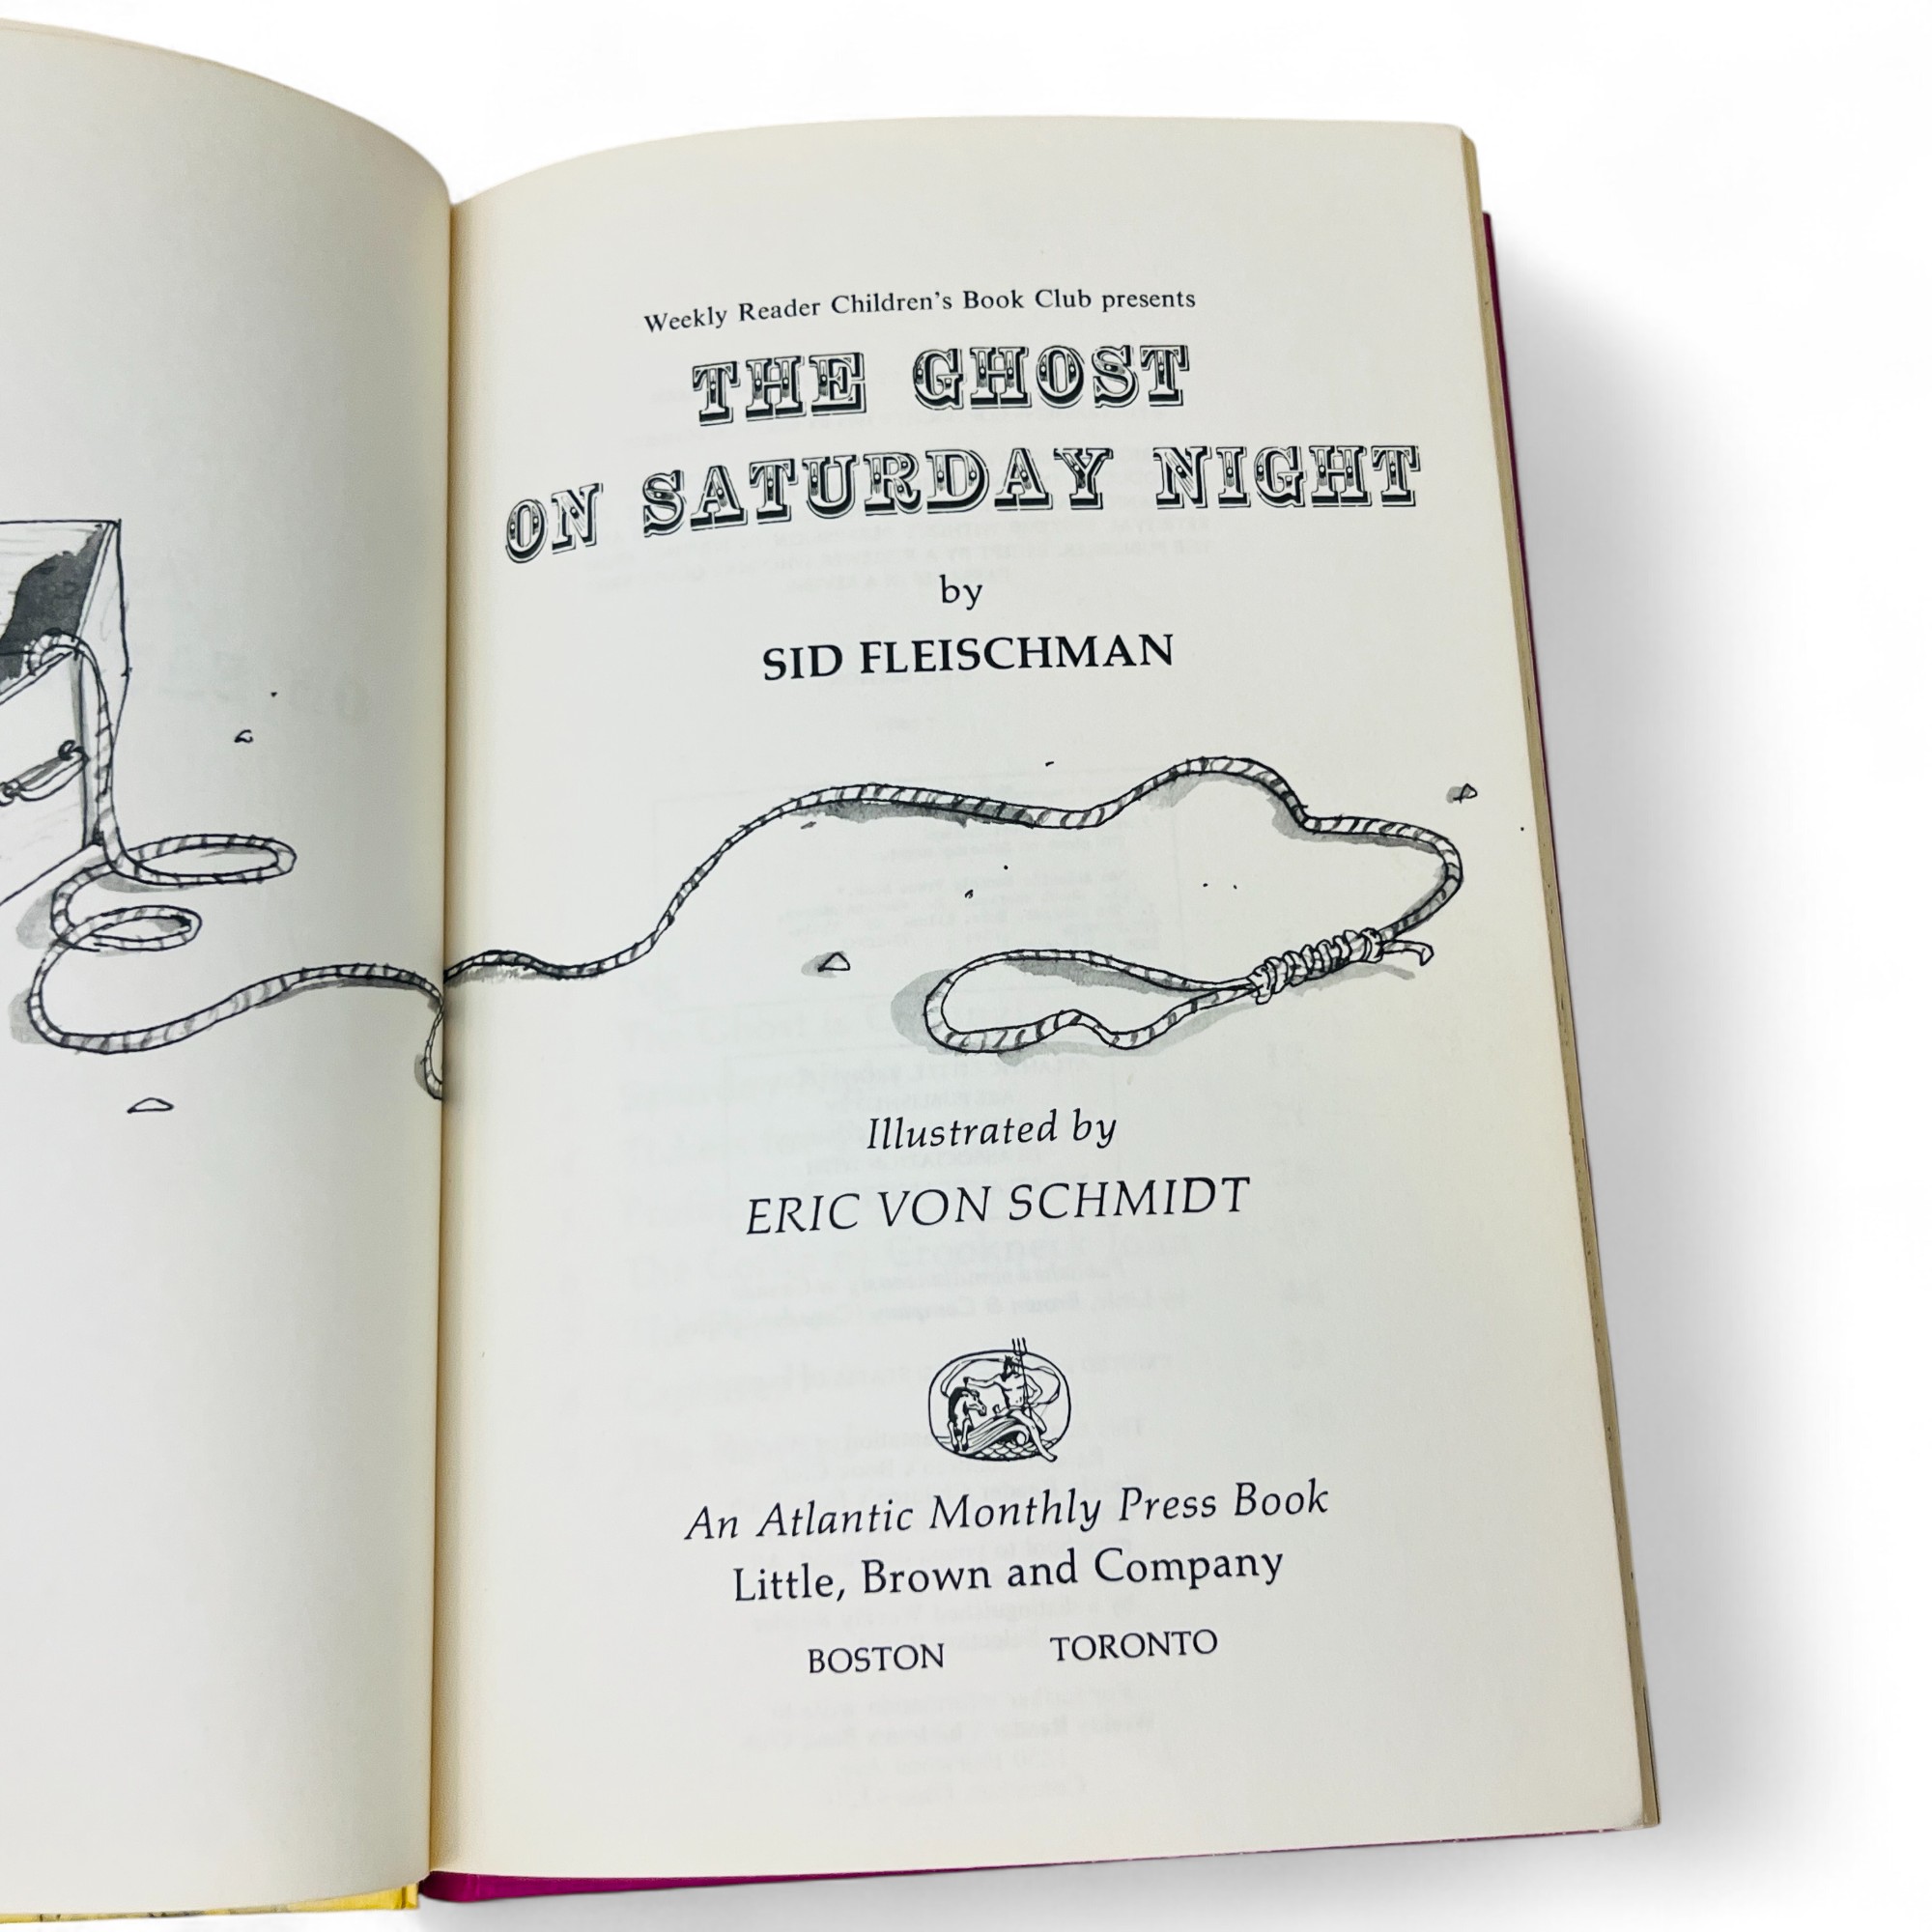 Weekly Reader Children's Book Club presents
THE GHOST
ON SATURDAY NIGHT
by
SID FLEISCHMAN
Illustrated by
ERIC VON SCHMIDT
An Atlantic Monthly Press Book
Little, Brown and Company
BOSTON TORONTO